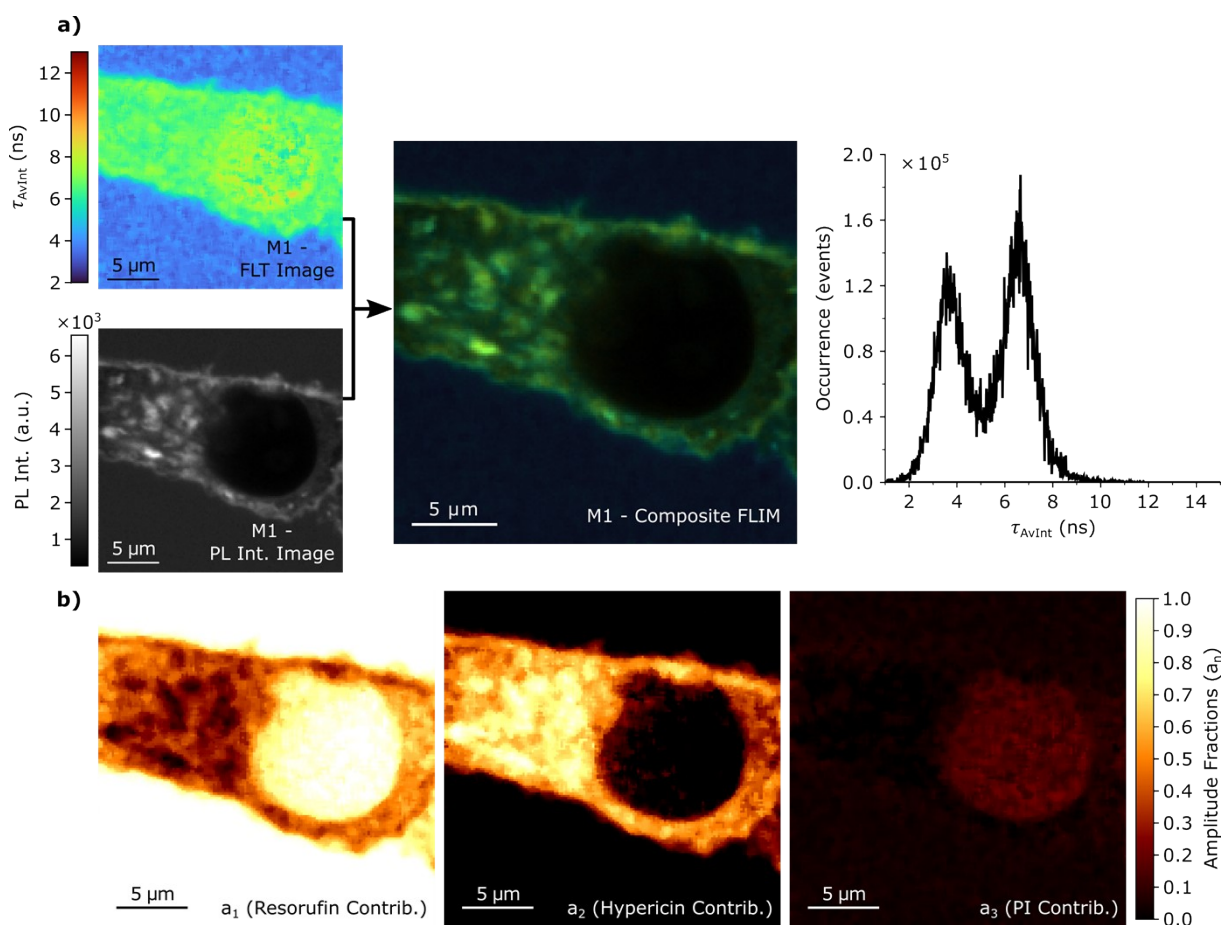 a)
12
10
8
6
4
2
τAvInt (ns)
M1 -
FLT Image
5 µm
×10³
6
5
4
3
2
1
PL Int. (a.u.)
M1 -
PL Int. Image
5 µm
5 µm
M1 - Composite FLIM
×10⁵
2.0
1.6
1.2
0.8
0.4
0.0
Occurrence (events)
2 4 6 8 10 12 14
τAvInt (ns)
b)
5 µm
a₁ (Resorufin Contrib.)
5 µm
a₂ (Hypericin Contrib.)
5 µm
a₃ (PI Contrib.)
1.0
0.9
0.8
0.7
0.6
0.5
0.4
0.3
0.2
0.1
0.0
Amplitude Fractions (aₙ)